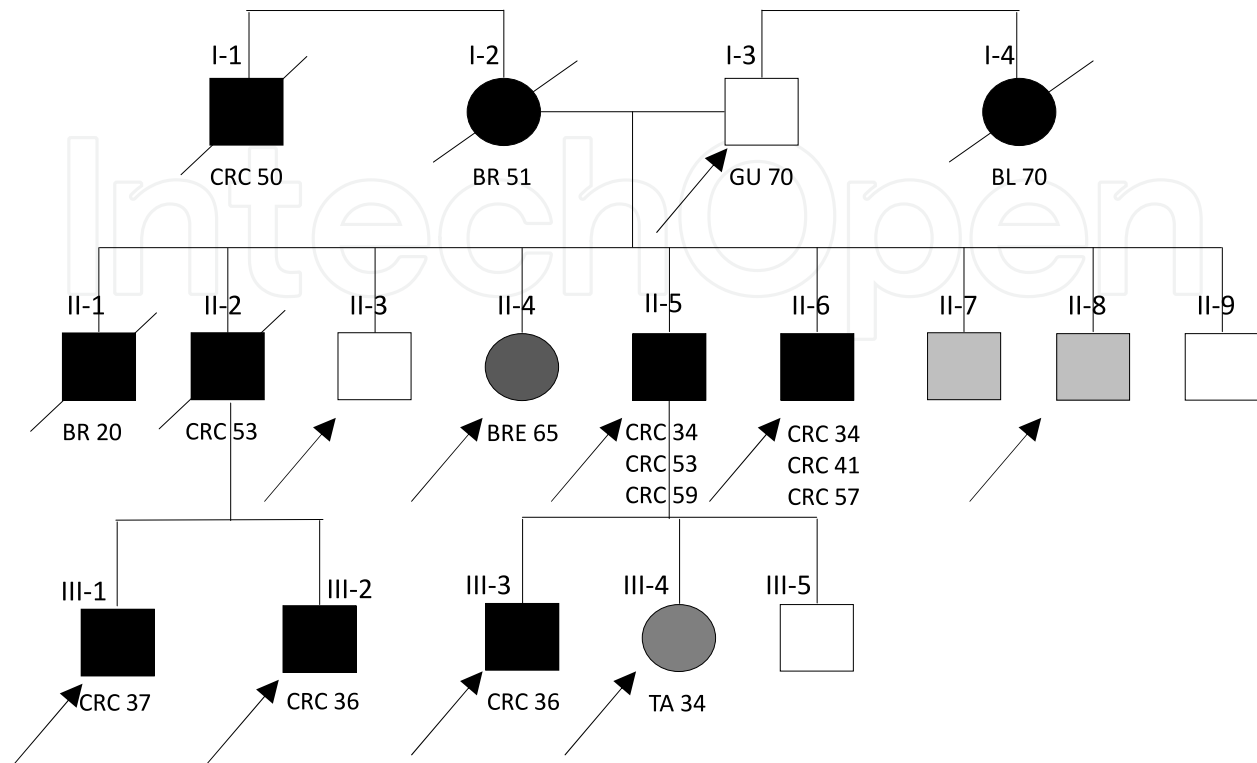 I-1 I-2 I-3 I-4
CRC 50 BR 51 GU 70 BL 70
IntechOpen
II-1 II-2 II-3 II-4 II-5 II-6 II-7 II-8 II-9
BR 20 CRC 53 BRE 65 CRC 34 CRC 34
CRC 53 CRC 41
CRC 59 CRC 57
III-1 III-2 III-3 III-4 III-5
CRC 37 CRC 36 CRC 36 TA 34